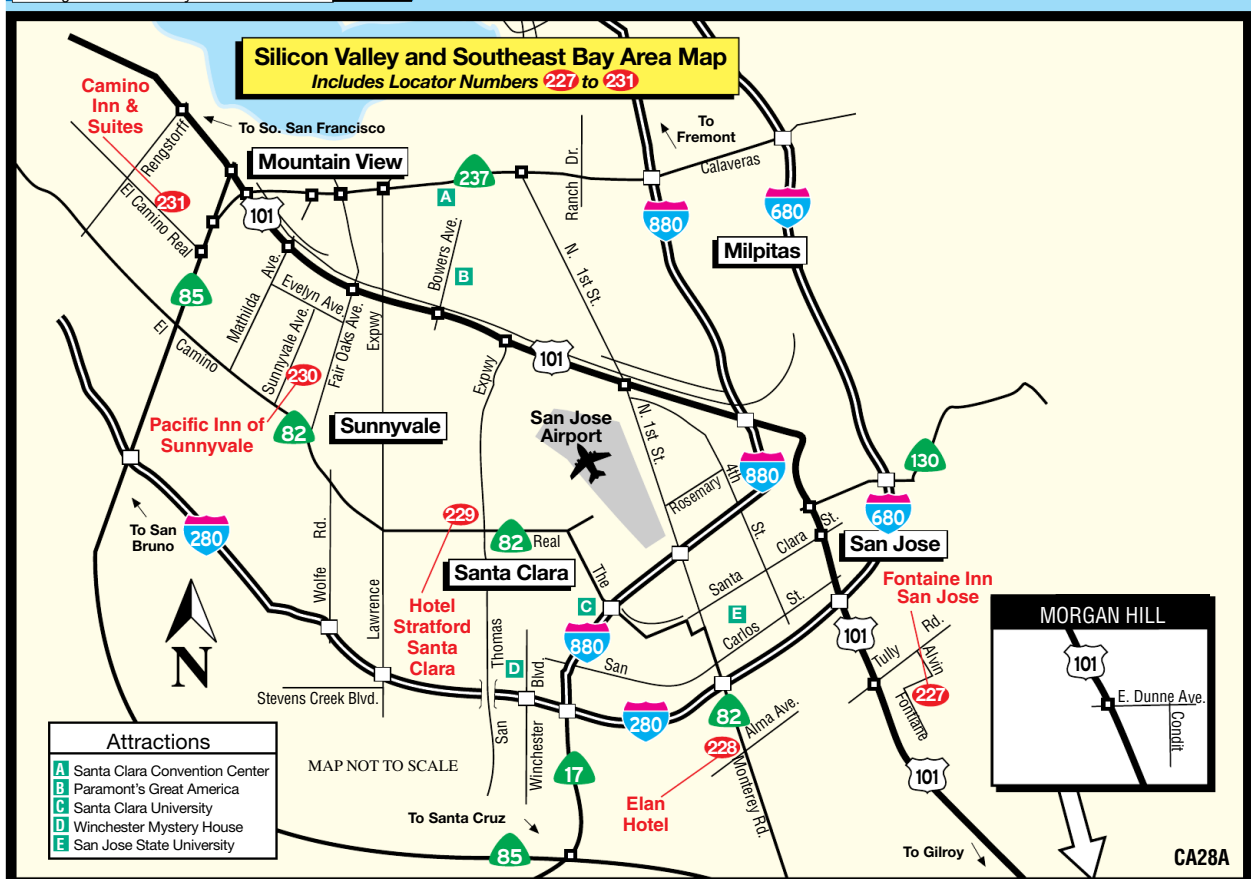 Silicon Valley and Southeast Bay Area Map
Includes Locator Numbers 227 to 231
Camino
Inn &
Suites
To So. San Francisco
To
Fremont
Rengstorff
Mountain View
237
A
Ranch Dr.
Calaveras
231
El Camino Real
101
880
680
Milpitas
Bowers Ave.
B
N. 1st St.
85
Mathilda Ave.
Evelyn Ave.
Sunnyvale Ave.
Fair Oaks Ave.
Expwy
El Camino
230
Expwy
101
Pacific Inn of
Sunnyvale
82
Sunnyvale
San Jose
Airport
N. 1st St.
Rosemary
4th St.
880
130
To San
Bruno
280
Wolfe Rd.
229
82
Real
680
San Jose
Santa Clara
The
Santa Clara St.
Fontaine Inn
San Jose
N
Lawrence
Hotel
Stratford
Santa
Clara
C
E
880
San Carlos St.
101
Tully Rd.
Alvin
227
Fontiane
MORGAN HILL
101
E. Dunne Ave.
Condit
Thomas
San
D
Blvd.
Winchester
Stevens Creek Blvd.
280
82
Alma Ave.
228
Monterey Rd.
101
17
Elan
Hotel
MAP NOT TO SCALE
To Santa Cruz
85
To Gilroy
CA28A
Attractions
A Santa Clara Convention Center
B Paramont's Great America
C Santa Clara University
D Winchester Mystery House
E San Jose State University